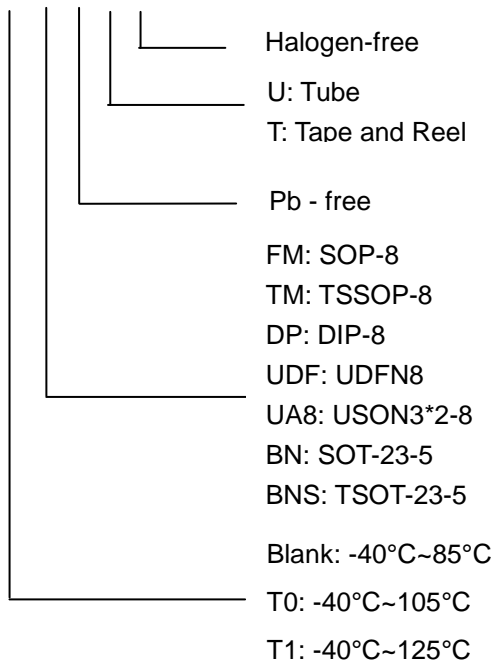 Halogen-free
U: Tube
T: Tape and Reel
Pb - free
FM: SOP-8
TM: TSSOP-8
DP: DIP-8
UDF: UDFN8
UA8: USON3*2-8
BN: SOT-23-5
BNS: TSOT-23-5
Blank: -40°C~85°C
T0: -40°C~105°C
T1: -40°C~125°C